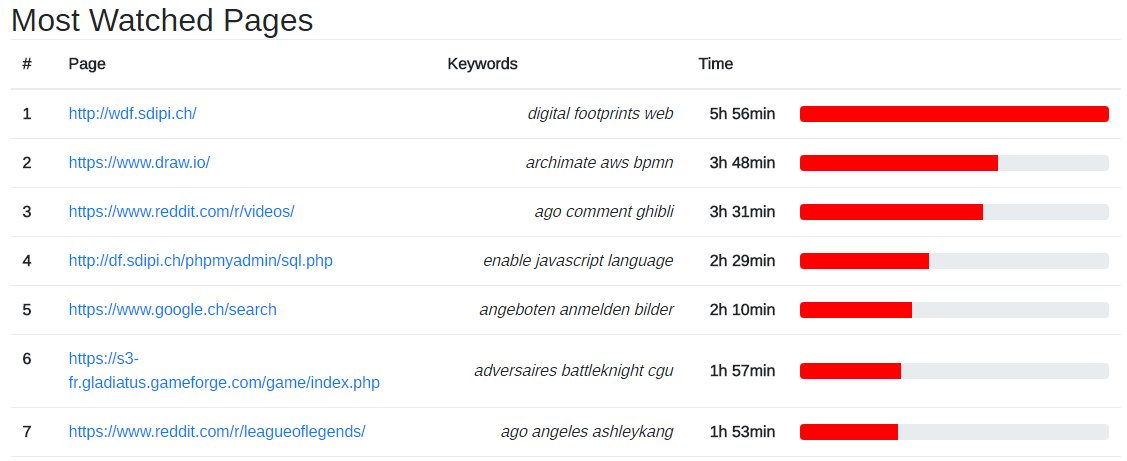 Most Watched Pages
# Page Keywords Time
1 http://wdf.sdipi.ch/ digital footprints web 5h 56min
2 https://www.draw.io/ archimate aws bpmn 3h 48min
3 https://www.reddit.com/r/videos/ ago comment ghibli 3h 31min
4 http://df.sdipi.ch/phpmyadmin/sql.php enable javascript language 2h 29min
5 https://www.google.ch/search angeboten anmelden bilder 2h 10min
6 https://s3-
fr.gladiatus.gameforge.com/game/index.php adversaires battleknight cgu 1h 57min
7 https://www.reddit.com/r/leagueoflegends/ ago angeles ashleykang 1h 53min